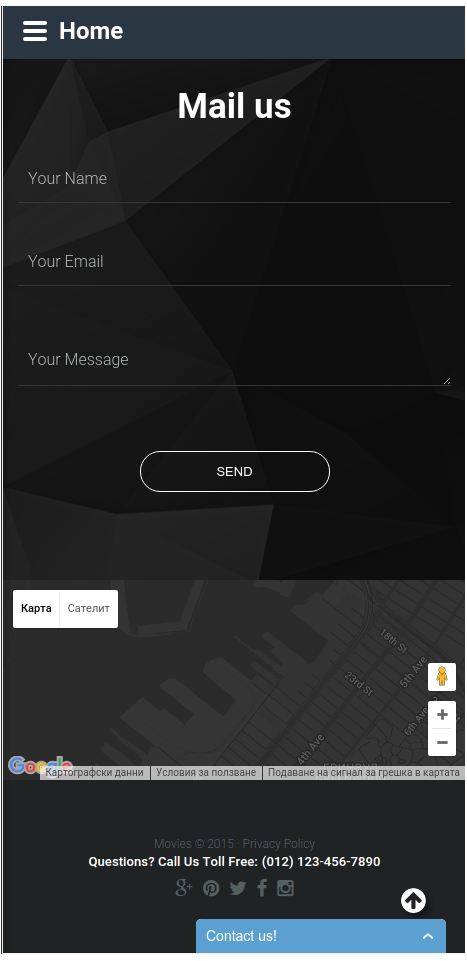 Home
Mail us
Your Name
Your Email
Your Message
SEND
Карта Сателит
18th St
5th Ave
23rd St
6th Ave
4th Ave
Google
Картографски данни Условия за ползване Подаване на сигнал за грешка в картата
Movies © 2015 · Privacy Policy
Questions? Call Us Toll Free: (012) 123-456-7890
Contact us!